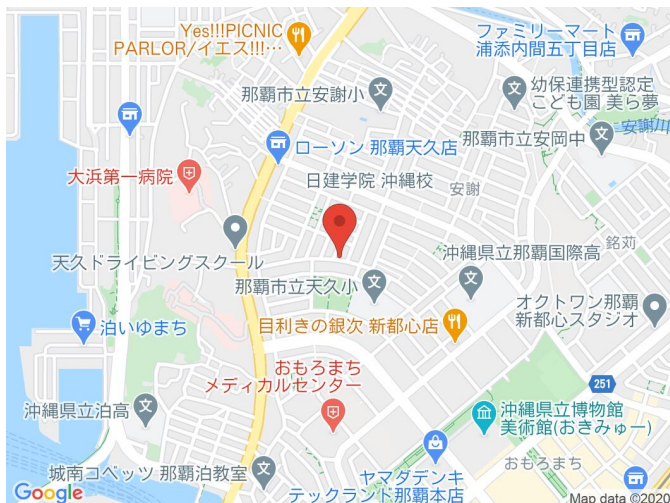 Yes!!!PICNIC
PARLOR/イエス!!!…
ファミリーマート
浦添内間五丁目店
那覇市立安謝小
幼保連携型認定
こども園 美ら夢
安謝川
那覇市立安岡中
ローソン 那覇天久店
大浜第一病院
日建学院 沖縄校
安謝
銘苅
天久ドライビングスクール
沖縄県立那覇国際高
那覇市立天久小
オクトワン那覇
新都心スタジオ
泊いゆまち
目利きの銀次 新都心店
おもろまち
メディカルセンター
251
沖縄県立泊高
沖縄県立博物館
美術館(おきみゅー)
おもろまち
城南コベッツ 那覇泊教室
ヤマダデンキ
テックランド那覇本店
Google
Map data ©2020